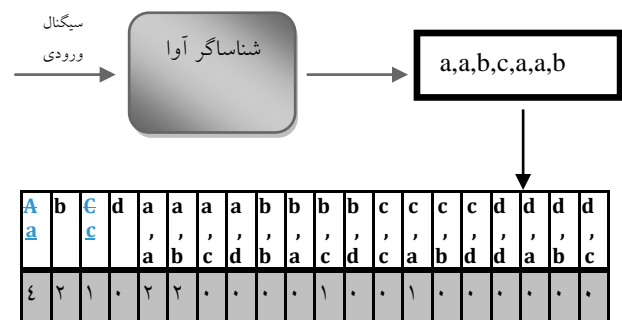 سیگنال
ورودی
شناساگر آوا
a,a,b,c,a,a,b
A b C d a a a a b b b b c c c c d d d d
a c , , , , , , , , , , , , , , , ,
a b c d b a c d c a b d d a b c
٤ ٢ ١ ٠ ٢ ٢ ٠ ٠ ٠ ٠ ١ ٠ ٠ ١ ٠ ٠ ٠ ٠ ٠ ٠